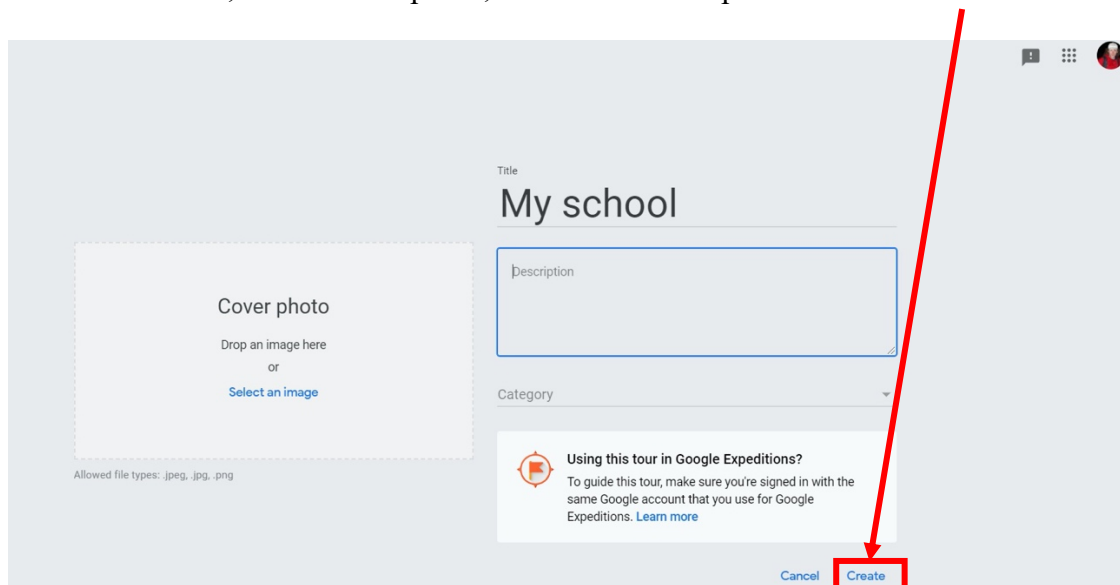 Title
My school
Description
Cover photo
Drop an image here
or
Select an image
Category
Allowed file types: .jpeg, .jpg, .png
Using this tour in Google Expeditions?
To guide this tour, make sure you're signed in with the
same Google account that you use for Google
Expeditions. Learn more
Cancel Create